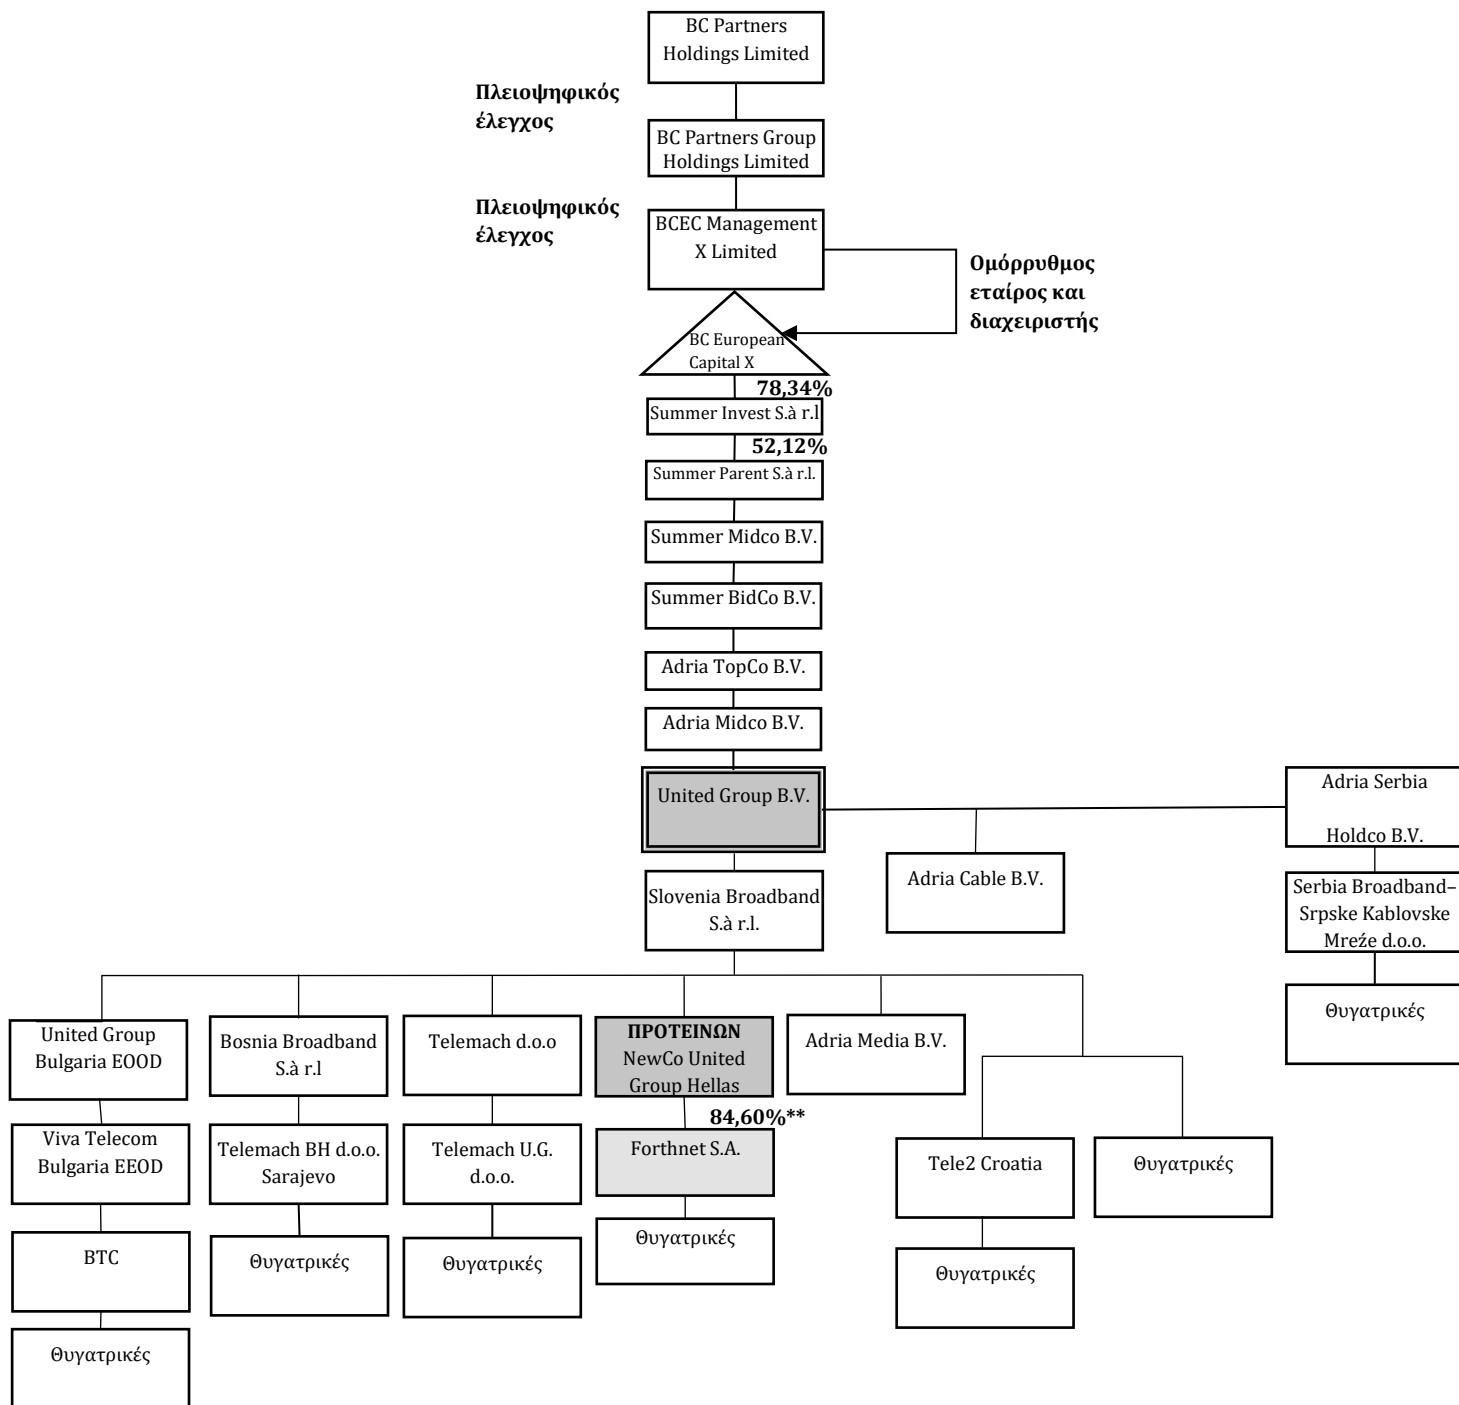 BC Partners
Holdings Limited
Πλειοψηφικός
έλεγχος
BC Partners Group
Holdings Limited
Πλειοψηφικός
έλεγχος
BCEC Management
X Limited
Ομόρρυθμος
εταίρος και
διαχειριστής
BC European
Capital X
78,34%
Summer Invest S.à r.l
52,12%
Summer Parent S.à r.l.
Summer Midco B.V.
Summer BidCo B.V.
Adria TopCo B.V.
Adria Midco B.V.
United Group B.V.
Adria Serbia
Holdco B.V.
Adria Cable B.V.
Slovenia Broadband
S.à r.l.
Serbia Broadband–
Srpske Kablovske
Mreźe d.o.o.
Θυγατρικές
United Group
Bulgaria EOOD
Bosnia Broadband
S.à r.l
Telemach d.o.o
ΠΡΟΤΕΙΝΩΝ
NewCo United
Group Hellas
Adria Media B.V.
84,60%**
Viva Telecom
Bulgaria EEOD
Telemach BH d.o.o.
Sarajevo
Telemach U.G.
d.o.o.
Forthnet S.A.
Tele2 Croatia
Θυγατρικές
BTC
Θυγατρικές
Θυγατρικές
Θυγατρικές
Θυγατρικές
Θυγατρικές